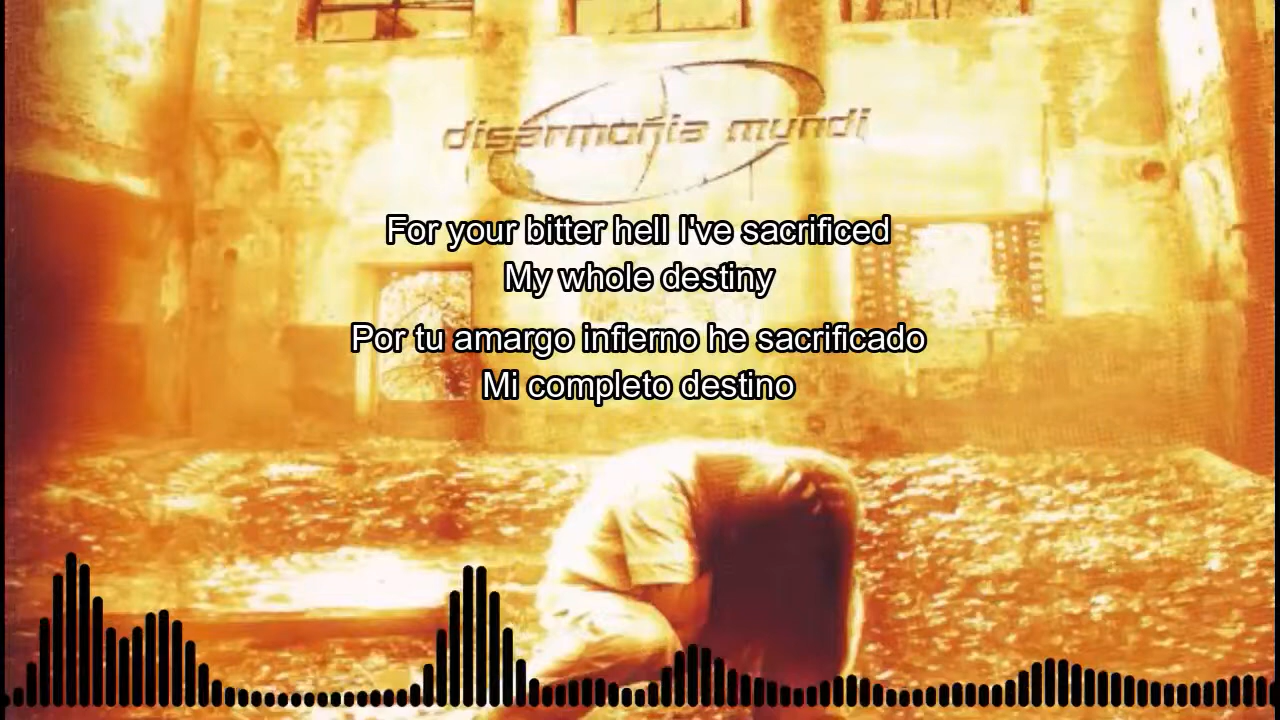 disarmonia mundi
For your bitter hell I've sacrificed
My whole destiny
Por tu amargo infierno he sacrificado
Mi completo destino